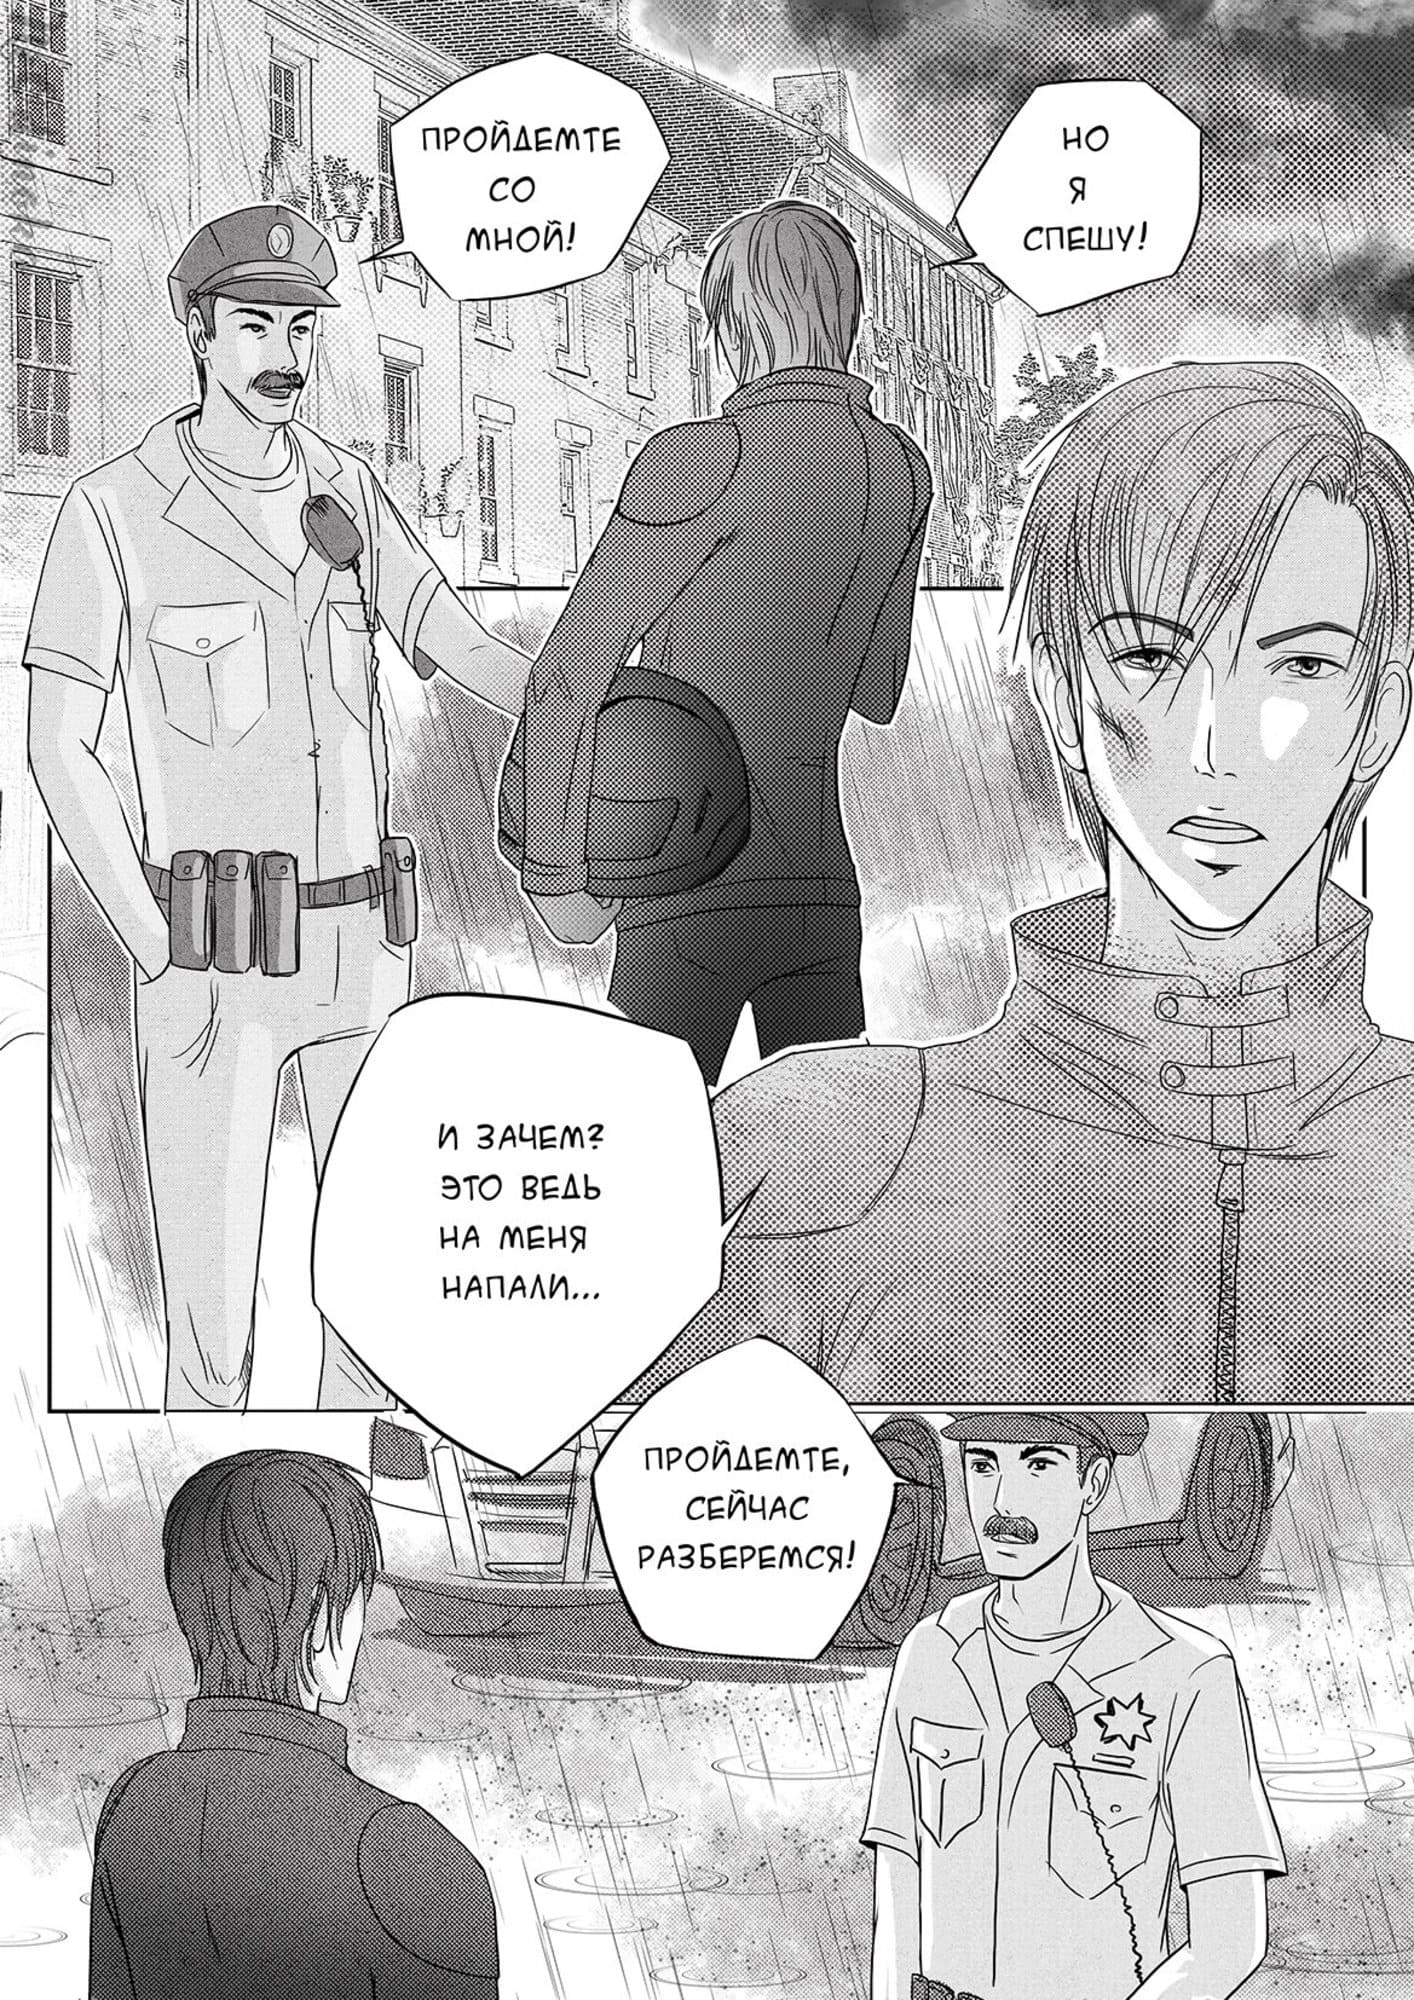 ПРОЙДЕМТЕ
СО
МНОЙ!
НО
Я
СПЕШУ!
И ЗАЧЕМ?
ЭТО ВЕДЬ
НА МЕНЯ
НАПАЛИ...
ПРОЙДЕМТЕ,
СЕЙЧАС
РАЗБЕРЕМСЯ!